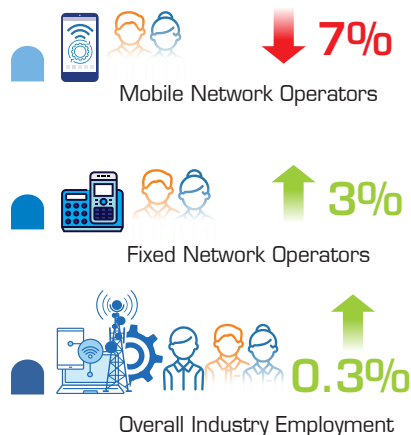 7%
Mobile Network Operators
3%
Fixed Network Operators
0.3%
Overall Industry Employment